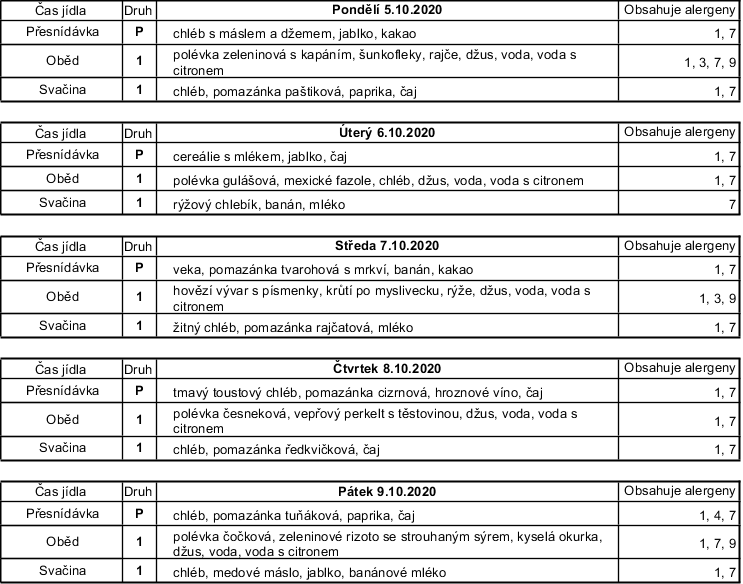 Čas jídla Druh Pondělí 5.10.2020 Obsahuje alergeny
Přesnídávka P chléb s máslem a džemem, jablko, kakao 1, 7
Oběd 1 polévka zeleninová s kapáním, šunkofleky, rajče, džus, voda, voda s
citronem 1, 3, 7, 9
Svačina 1 chléb, pomazánka paštiková, paprika, čaj 1, 7
Čas jídla Druh Úterý 6.10.2020 Obsahuje alergeny
Přesnídávka P cereálie s mlékem, jablko, čaj 1, 7
Oběd 1 polévka gulášová, mexické fazole, chléb, džus, voda, voda s citronem 1, 7
Svačina 1 rýžový chlebík, banán, mléko 7
Čas jídla Druh Středa 7.10.2020 Obsahuje alergeny
Přesnídávka P veka, pomazánka tvarohová s mrkví, banán, kakao 1, 7
Oběd 1 hovězí vývar s písmenky, krůtí po myslivecku, rýže, džus, voda, voda s
citronem 1, 3, 9
Svačina 1 žitný chléb, pomazánka rajčatová, mléko 1, 7
Čas jídla Druh Čtvrtek 8.10.2020 Obsahuje alergeny
Přesnídávka P tmavý toustový chléb, pomazánka cizrnová, hroznové víno, čaj 1, 7
Oběd 1 polévka česneková, vepřový perkelt s těstovinou, džus, voda, voda s
citronem 1, 7
Svačina 1 chléb, pomazánka ředkvičková, čaj 1, 7
Čas jídla Druh Pátek 9.10.2020 Obsahuje alergeny
Přesnídávka P chléb, pomazánka tuňáková, paprika, čaj 1, 4, 7
Oběd 1 polévka čočková, zeleninové rizoto se strouhaným sýrem, kyselá okurka,
džus, voda, voda s citronem 1, 7, 9
Svačina 1 chléb, medové máslo, jablko, banánové mléko 1, 7